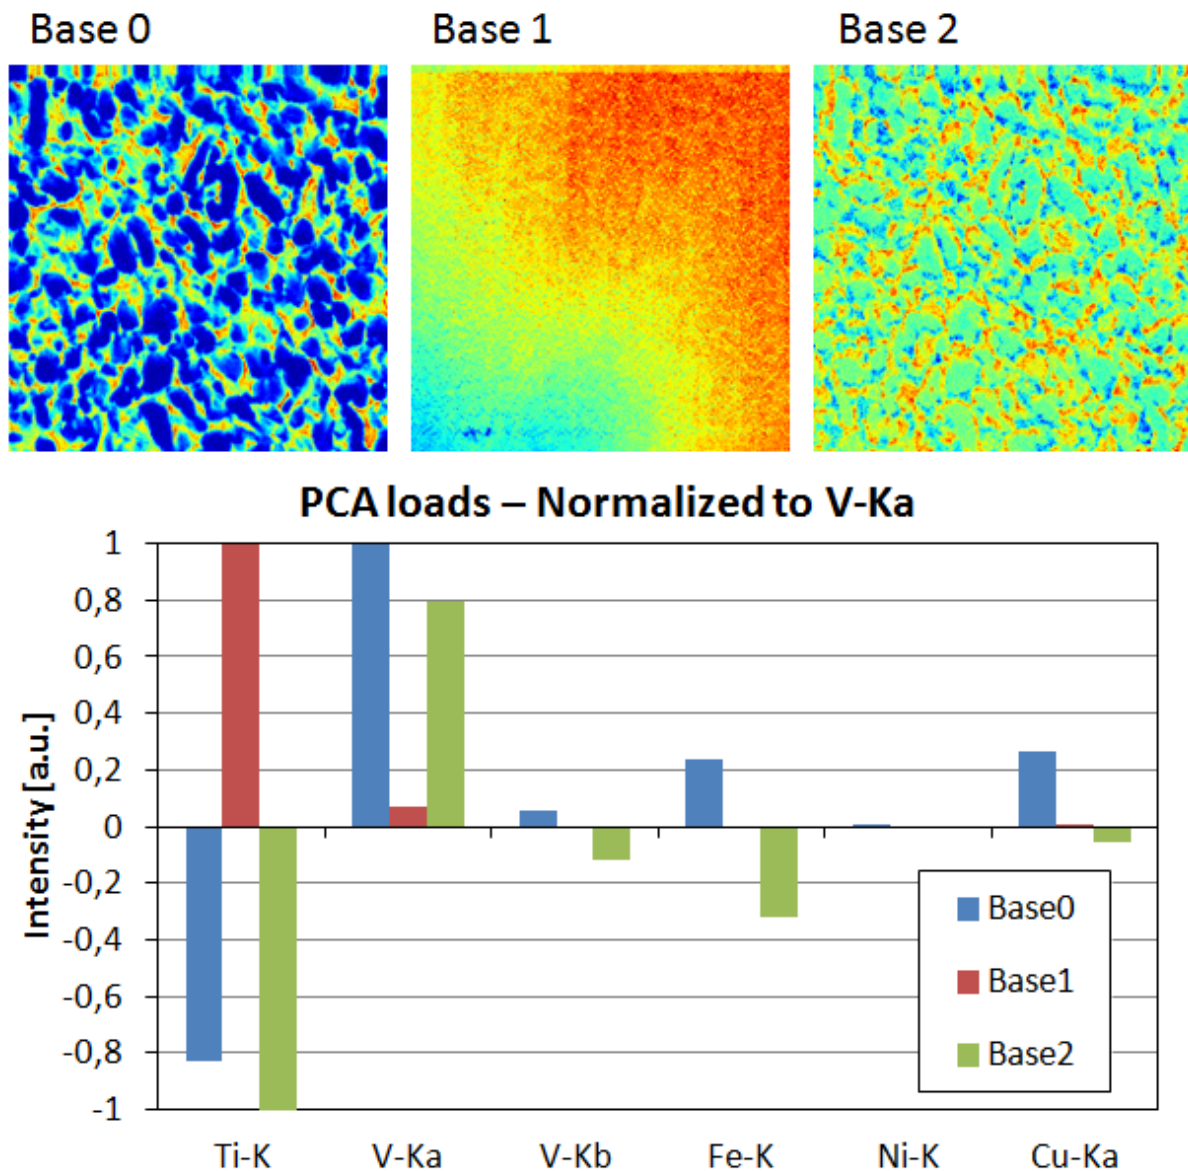 Base 0 Base 1 Base 2
PCA loads – Normalized to V-Ka
Intensity [a.u.]
1
0,8
0,6
0,4
0,2
0
-0,2
-0,4
-0,6
-0,8
-1
Base0
Base1
Base2
Ti-K V-Ka V-Kb Fe-K Ni-K Cu-Ka